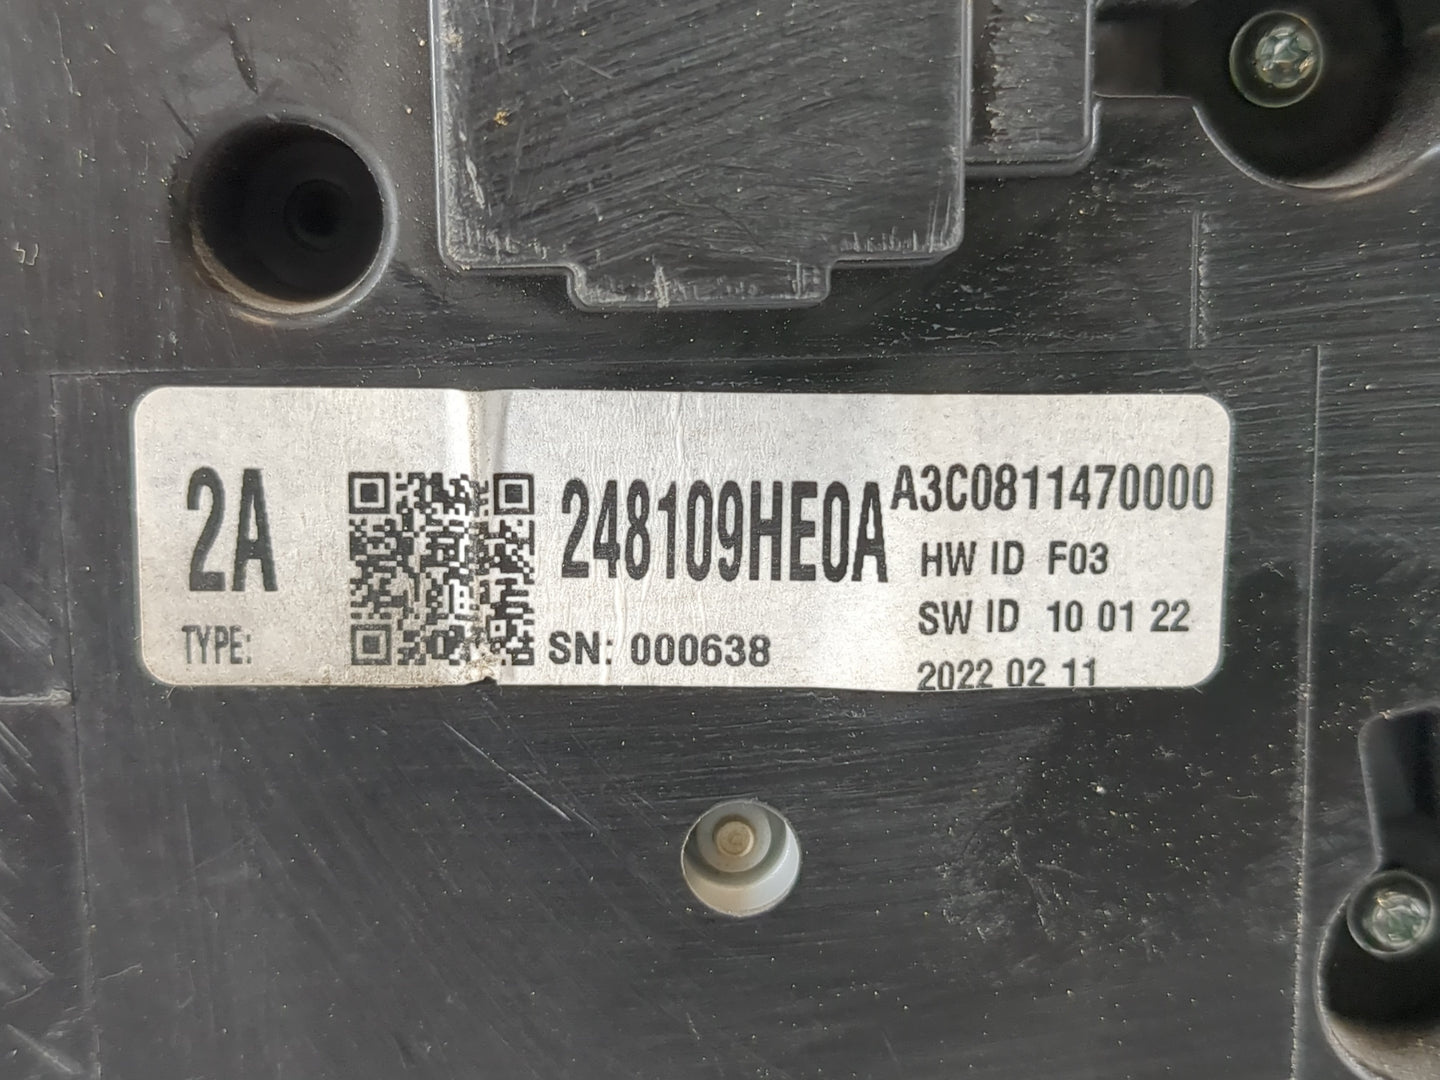 2A
TYPE:
248109HE0A
SN: 000638
A3C0811470000
HW ID F03
SW ID 10 01 22
2022 02 11